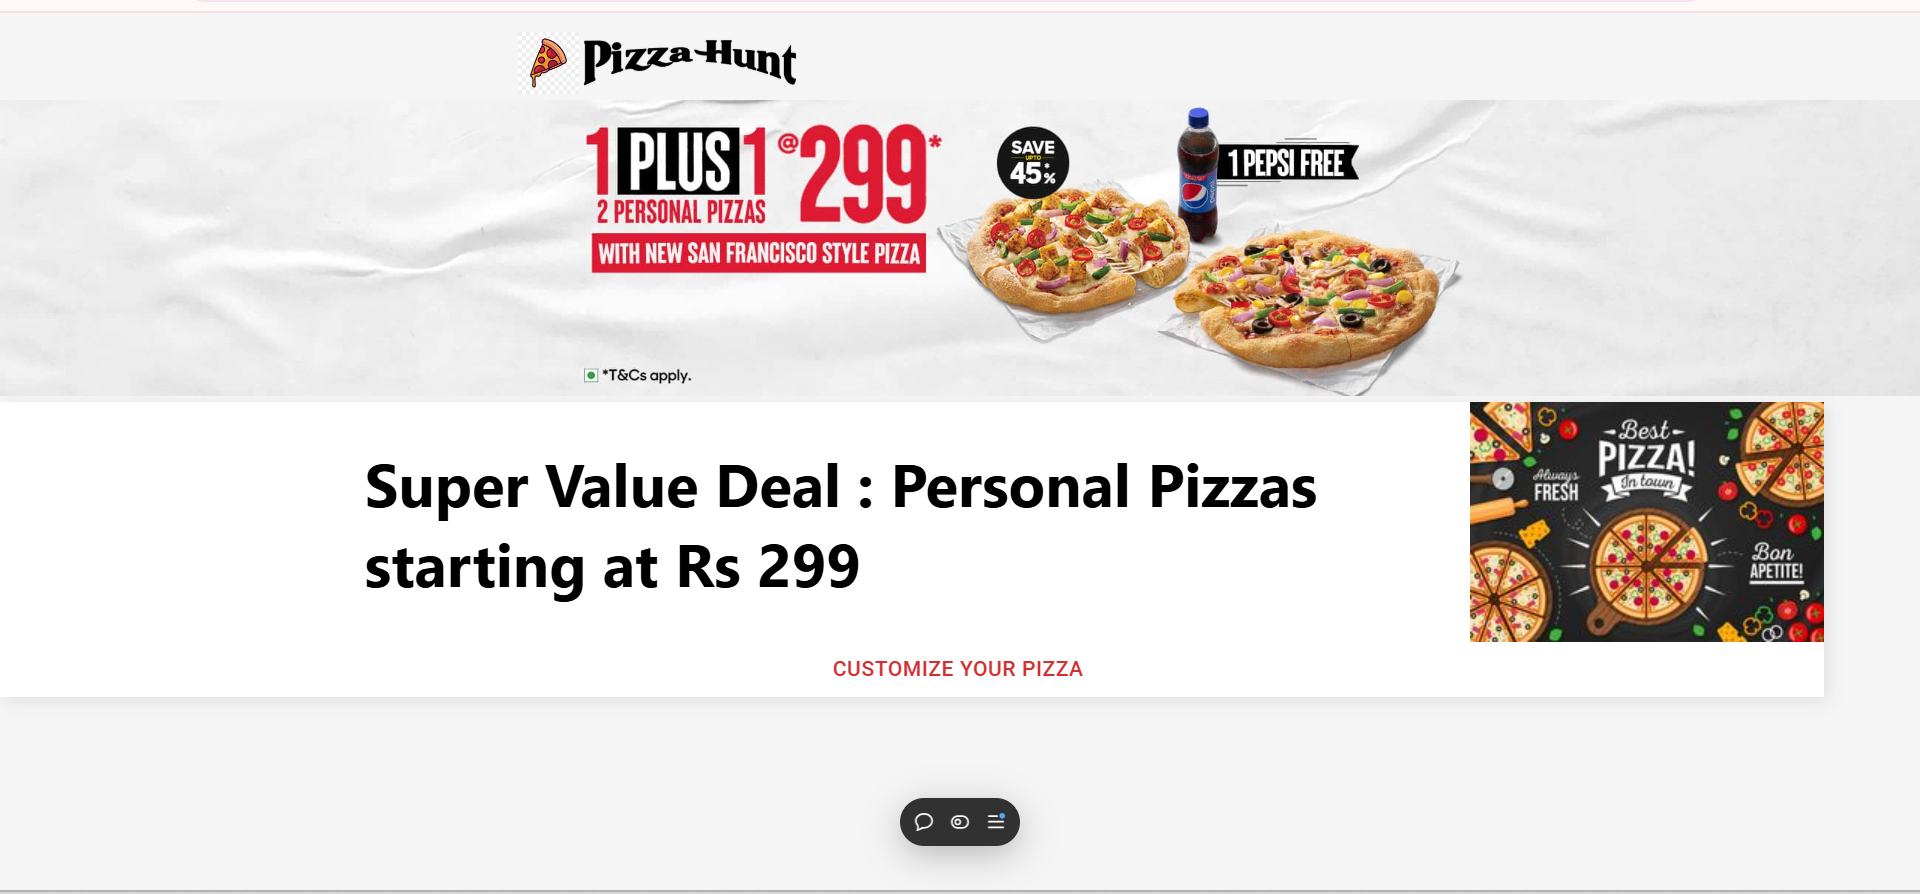 Pizza Hunt
1 PLUS 1 @ 299*
2 PERSONAL PIZZAS
WITH NEW SAN FRANCISCO STYLE PIZZA
SAVE
UPTO
45*%
1 PEPSI FREE
*T&Cs apply.
Super Value Deal : Personal Pizzas
starting at Rs 299
Best
PIZZA!
In town
Always
FRESH
Bon
APETITE!
CUSTOMIZE YOUR PIZZA